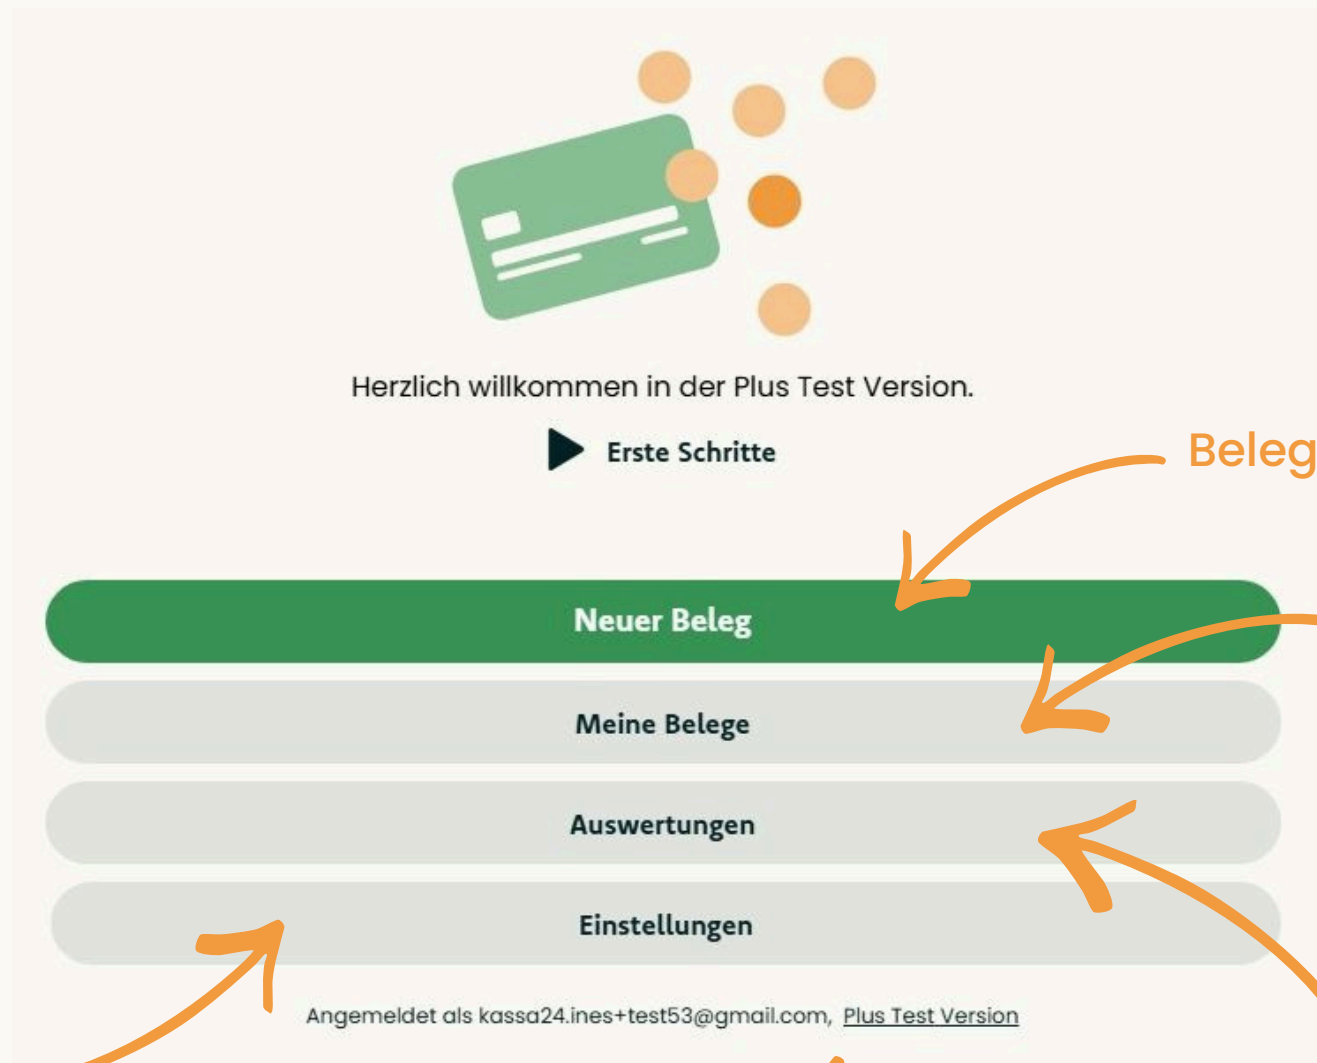 Herzlich willkommen in der Plus Test Version.
Erste Schritte
Beleg
Neuer Beleg
Meine Belege
Auswertungen
Einstellungen
Angemeldet als kassa24.ines+test53@gmail.com, Plus Test Version